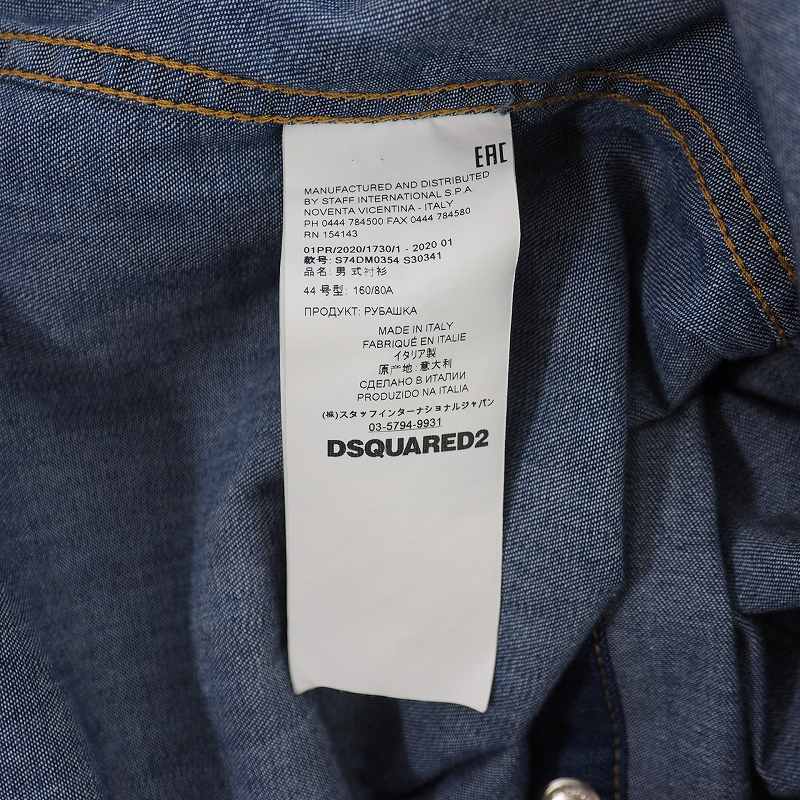 EAC
MANUFACTURED AND DISTRIBUTED
BY STAFF INTERNATIONAL S.P.A.
NOVENTA VICENTINA - ITALY
PH 0444 784500 FAX 0444 784580
RN 154143
01PR/2020/1730/1 - 2020 01
款号: S74DM0354 S30341
品名: 男 式衬衫
44 号型: 160/80A
ПРОДУКТ: РУБАШКА
MADE IN ITALY
FABRIQUÉ EN ITALIE
イタリア製
原产地: 意大利
СДЕЛАНО В ИТАЛИИ
PRODUZIDO NA ITALIA
(株)スタッフインターナショナルジャパン
03-5794-9931
DSQUARED2